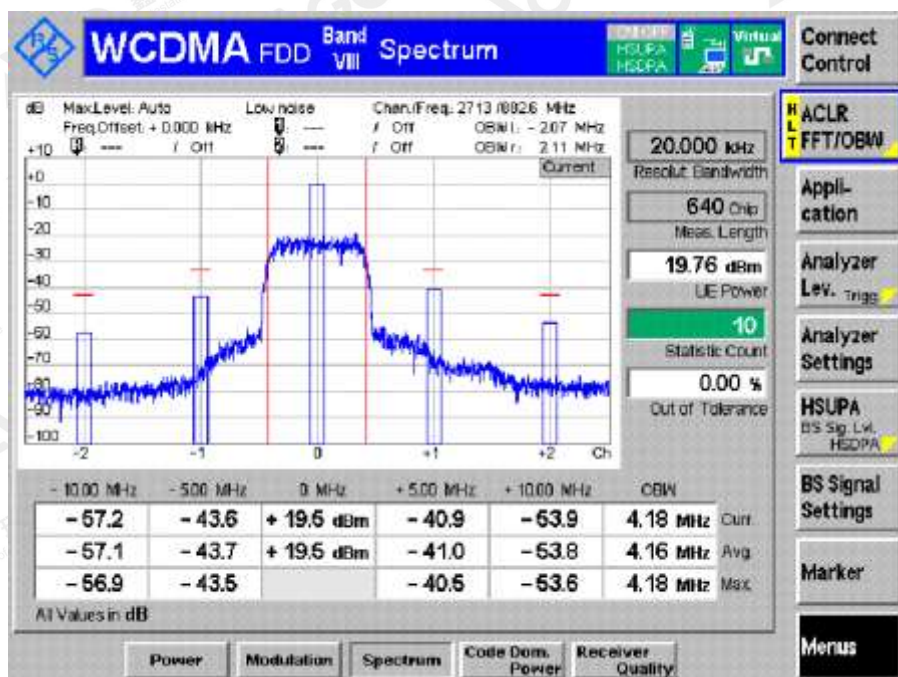 R/S
WCDMA FDD Band VIII Spectrum
HSUPA
HSDPA
Virtual
Connect Control
dB Max.Level: Auto Low noise Chan./Freq.: 2713 /882.6 MHz
Freq.Offset: + 0.000 kHz 2: --- / Off OBW l: - 2.07 MHz
3: --- / Off 2: --- / Off OBW r: 2.11 MHz
Current
+10
+0
-10
-20
-30
-40
-50
-60
-70
-80
-90
-100
-2 -1 0 +1 +2 Ch
20.000 kHz
Resolut. Bandwidth
640 Chip
Meas. Length
19.76 dBm
UE Power
10
Statistic Count
0.00 %
Out of Tolerance
- 10.00 MHz - 5.00 MHz 0 MHz + 5.00 MHz + 10.00 MHz OBW
- 57.2 - 43.6 + 19.5 dBm - 40.9 - 53.9 4.18 MHz Curr.
- 57.1 - 43.7 + 19.5 dBm - 41.0 - 53.8 4.16 MHz Avg.
- 56.9 - 43.5 - 40.5 - 53.6 4.18 MHz Max.
All Values in dB
HLT
ACLR
FFT/OBW
Appli-
cation
Analyzer
Lev. Trigg.
Analyzer
Settings
HSUPA
BS Sig. Lvl.
HSDPA
BS Signal
Settings
Marker
Menus
Power
Modulation
Spectrum
Code Dom.
Power
Receiver
Quality